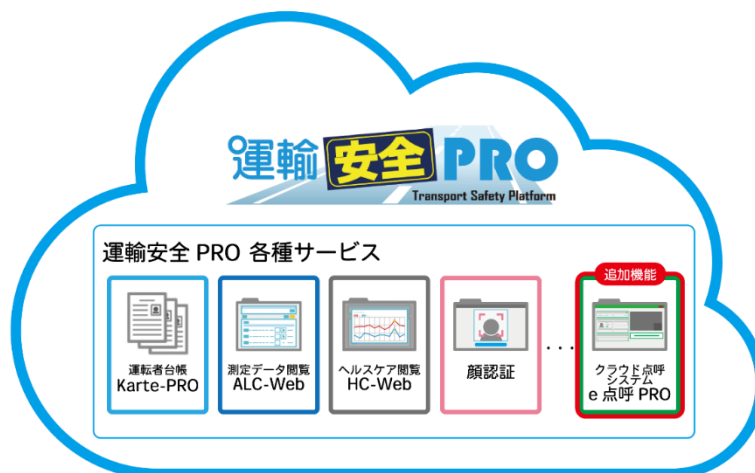 運輸安全PRO
Transport Safety Platform
運輸安全 PRO 各種サービス
追加機能
運転者台帳
Karte-PRO
測定データ閲覧
ALC-Web
ヘルスケア閲覧
HC-Web
顔認証
...
クラウド点呼
システム
e 点呼 PRO